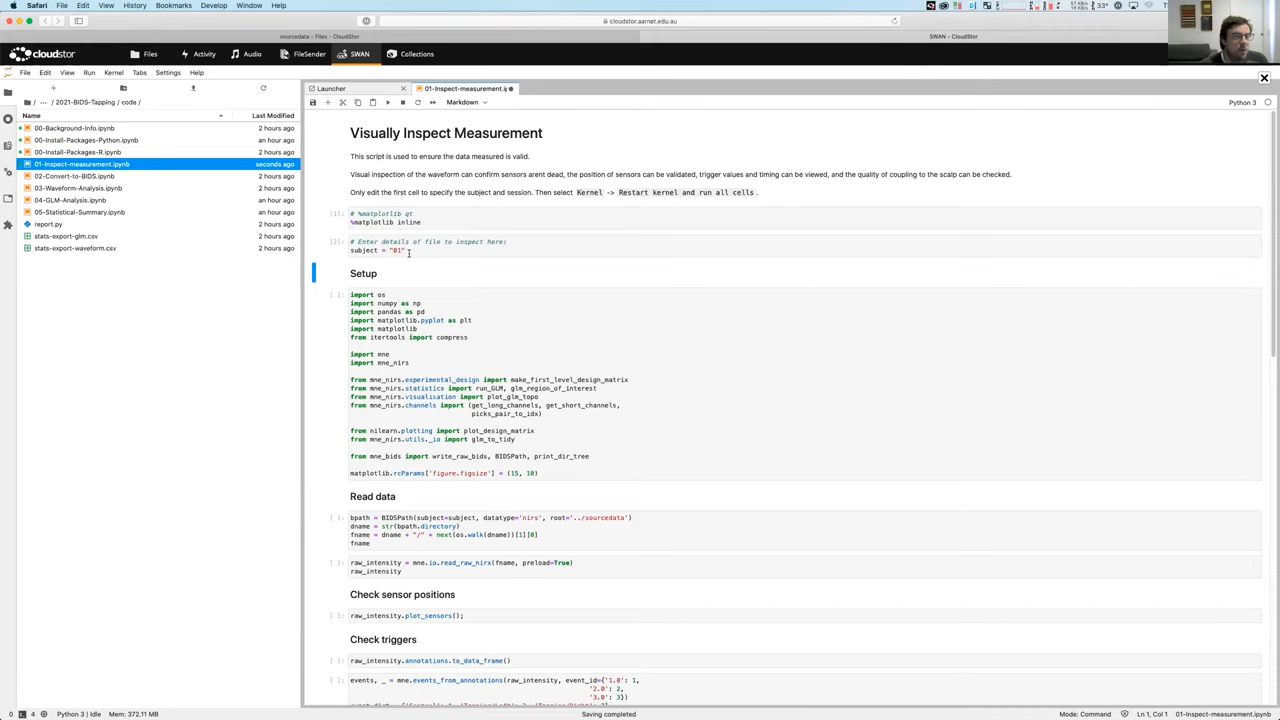 Safari File Edit View History Bookmarks Develop Window Help
cloudstor.aarnet.edu.au
sourcedata - Files - CloudStor
SWAN - CloudStor
cloudstor Files Activity Audio FileSender SWAN Collections
File Edit View Run Kernel Tabs Settings Help
Launcher
01-Inspect-measurement.ip
/ ... / 2021-BIDS-Tapping / code /
Markdown
Python 3
Name Last Modified
00-Background-Info.ipynb 2 hours ago
00-Install-Packages-Python.ipynb an hour ago
00-Install-Packages-R.ipynb 2 hours ago
01-Inspect-measurement.ipynb seconds ago
02-Convert-to-BIDS.ipynb 2 hours ago
03-Waveform-Analysis.ipynb 2 hours ago
04-GLM-Analysis.ipynb an hour ago
05-Statistical-Summary.ipynb an hour ago
report.py 2 hours ago
stats-export-glm.csv 2 hours ago
stats-export-waveform.csv 2 hours ago
Visually Inspect Measurement
This script is used to ensure the data measured is valid.
Visual inspection of the waveform can confirm sensors arent dead, the position of sensors can be validated, trigger values and timing can be viewed, and the quality of coupling to the scalp can be checked.
Only edit the first cell to specify the subject and session. Then select Kernel -> Restart kernel and run all cells .
[1]: # %matplotlib qt
%matplotlib inline
[2]: # Enter details of file to inspect here:
subject = "01"
Setup
[ ]: import os
import numpy as np
import pandas as pd
import matplotlib.pyplot as plt
import matplotlib
from itertools import compress
import mne
import mne_nirs
from mne_nirs.experimental_design import make_first_level_design_matrix
from mne_nirs.statistics import run_GLM, glm_region_of_interest
from mne_nirs.visualisation import plot_glm_topo
from mne_nirs.channels import (get_long_channels, get_short_channels,
picks_pair_to_idx)
from nilearn.plotting import plot_design_matrix
from mne_nirs.utils._io import glm_to_tidy
from mne_bids import write_raw_bids, BIDSPath, print_dir_tree
matplotlib.rcParams['figure.figsize'] = (15, 10)
Read data
[ ]: bpath = BIDSPath(subject=subject, datatype='nirs', root='../sourcedata')
dname = str(bpath.directory)
fname = dname + "/" + next(os.walk(dname))[1][0]
fname
[ ]: raw_intensity = mne.io.read_raw_nirx(fname, preload=True)
raw_intensity
Check sensor positions
[ ]: raw_intensity.plot_sensors();
Check triggers
[ ]: raw_intensity.annotations.to_data_frame()
[ ]: events, _ = mne.events_from_annotations(raw_intensity, event_id={'1.0': 1,
'2.0': 2,
'3.0': 3})
0 4 Python 3 | Idle Mem: 372.11 MB
Saving completed
Mode: Command Ln 1, Col 1 01-Inspect-measurement.ipynb